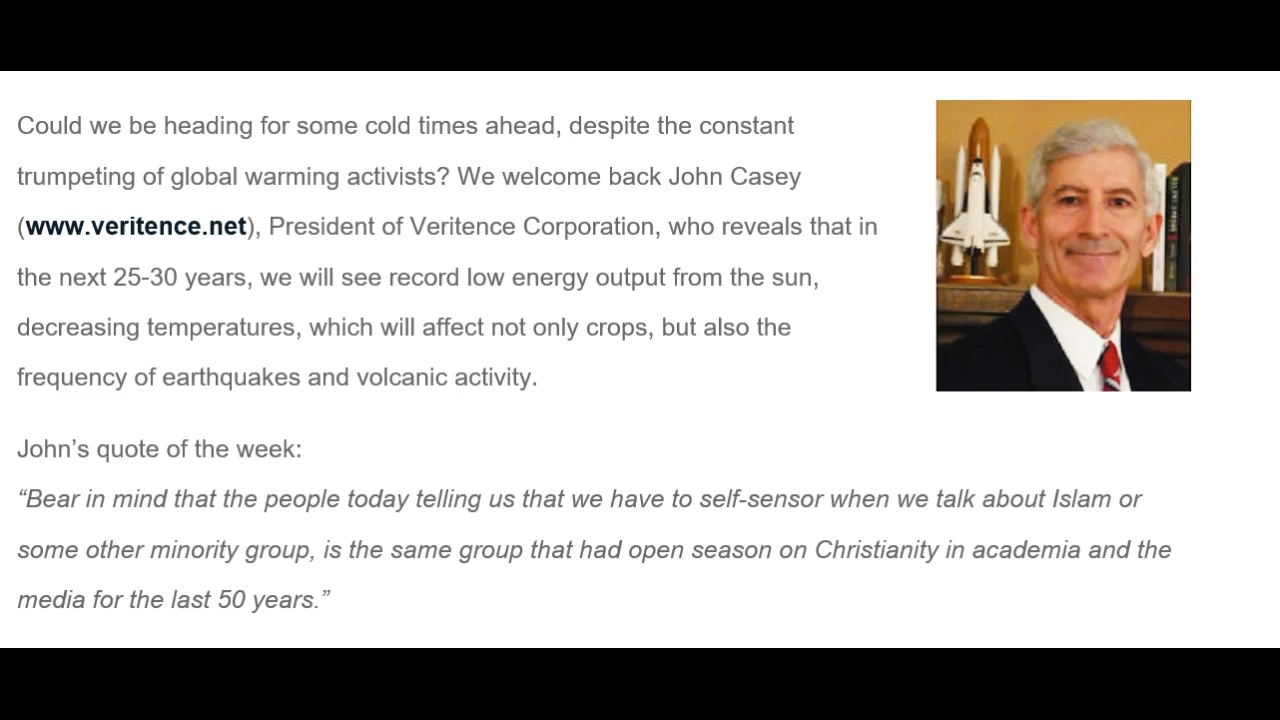 Could we be heading for some cold times ahead, despite the constant
trumpeting of global warming activists? We welcome back John Casey
(www.veritence.net), President of Veritence Corporation, who reveals that in
the next 25-30 years, we will see record low energy output from the sun,
decreasing temperatures, which will affect not only crops, but also the
frequency of earthquakes and volcanic activity.
John’s quote of the week:
“Bear in mind that the people today telling us that we have to self-sensor when we talk about Islam or
some other minority group, is the same group that had open season on Christianity in academia and the
media for the last 50 years.”